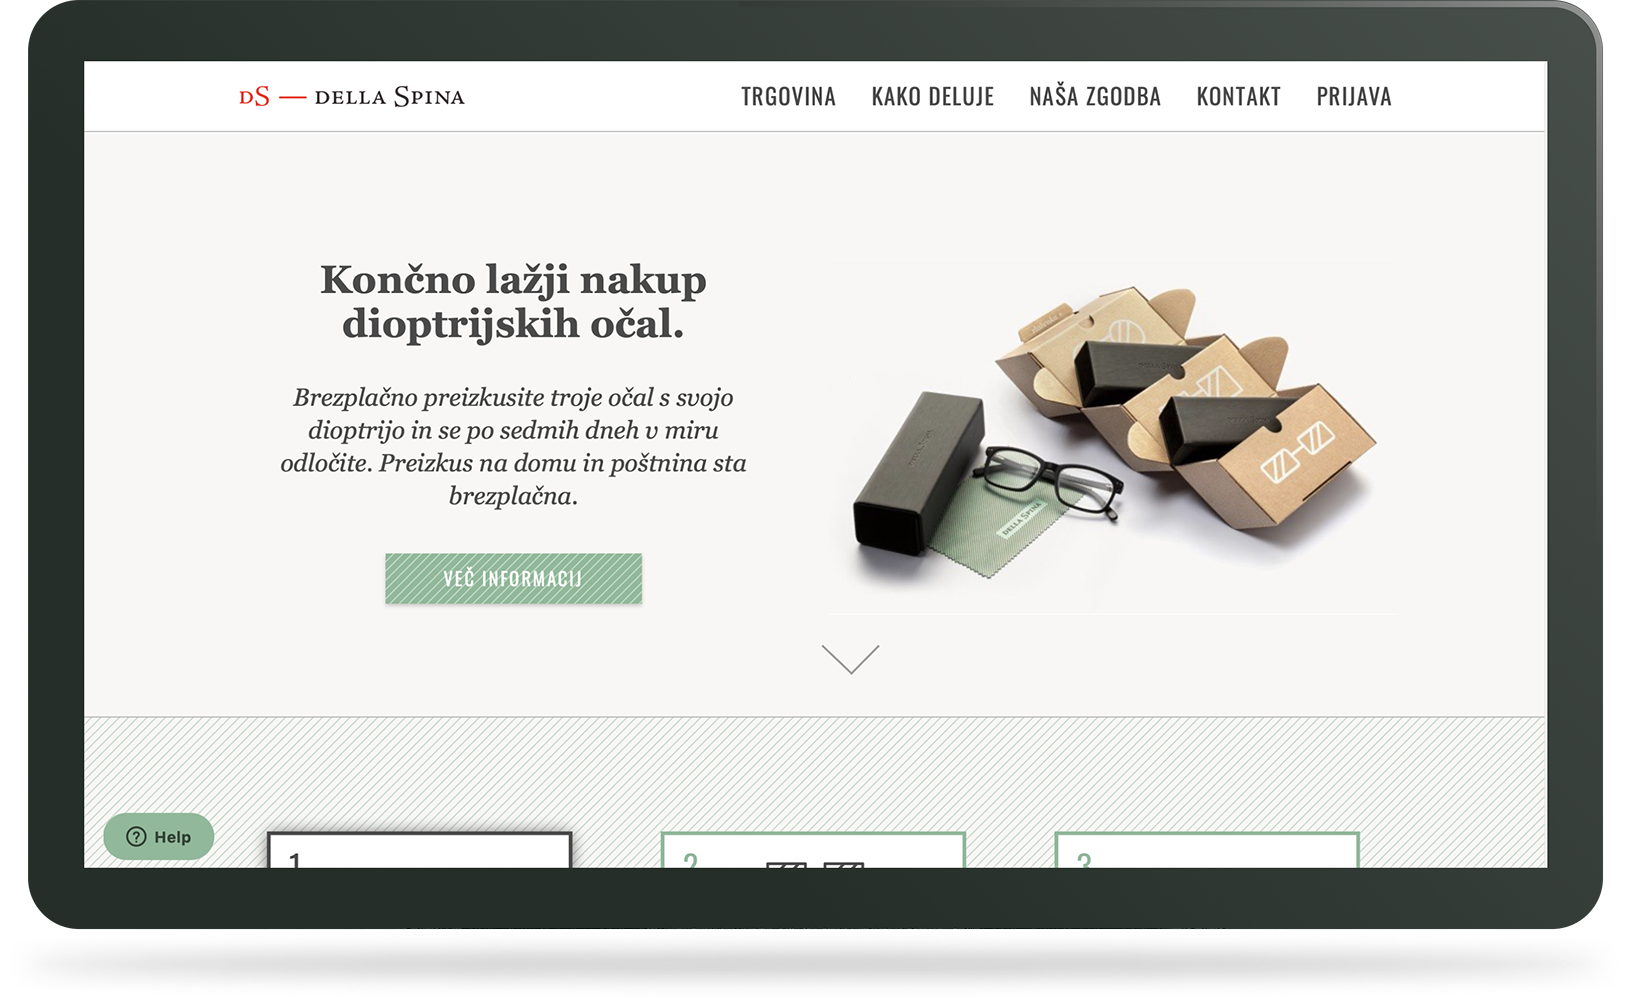 DS — DELLA SPINA
TRGOVINA KAKO DELUJE NAŠA ZGODBA KONTAKT PRIJAVA
Končno lažji nakup
dioptrijskih očal.
Brezplačno preizkusite troje očal s svojo
dioptrijo in se po sedmih dneh v miru
odločite. Preizkus na domu in poštnina sta
brezplačna.
VEČ INFORMACIJ
DELLA SPINA
Help
1
2
3